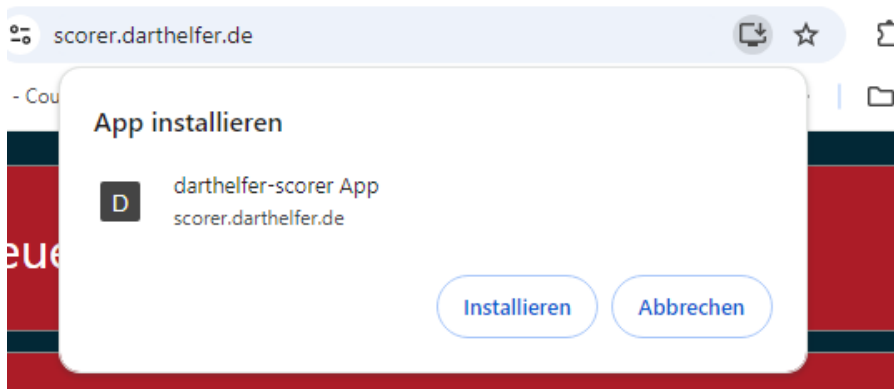 scorer.darthelfer.de
- Cou
App installieren
D
darthelfer-scorer App
scorer.darthelfer.de
eue
Installieren
Abbrechen